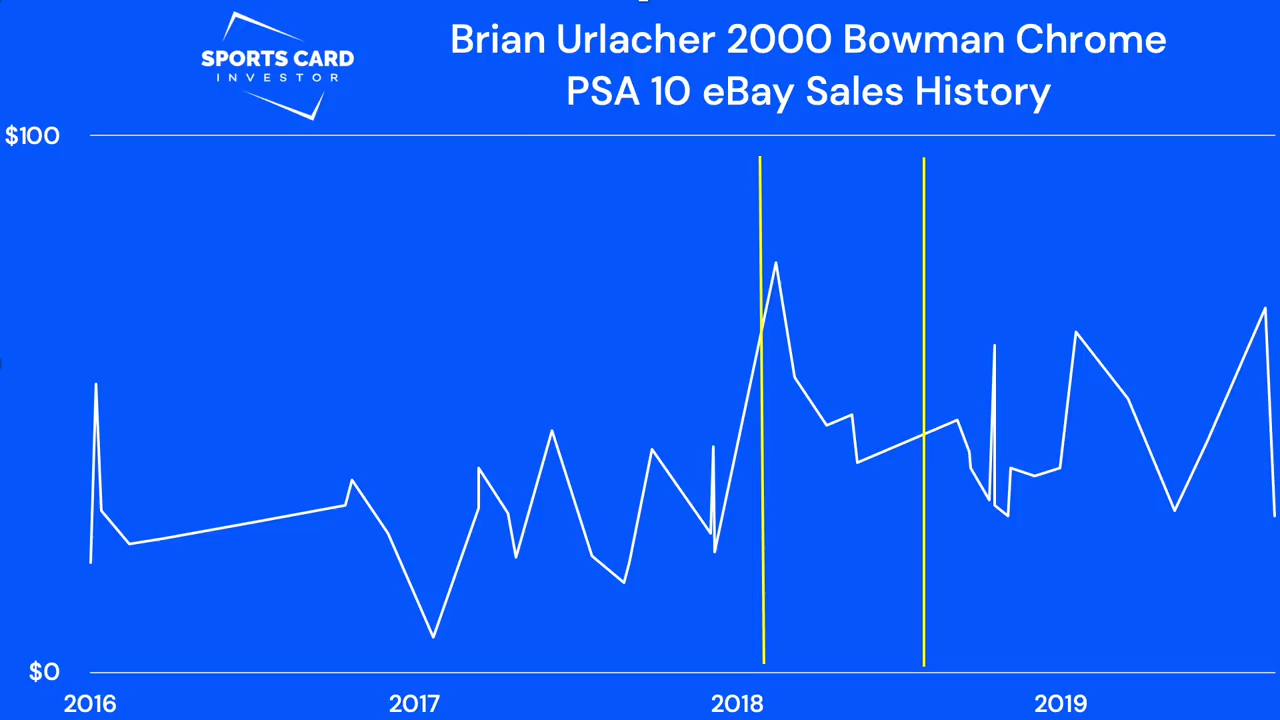 SPORTS CARD
INVESTOR
Brian Urlacher 2000 Bowman Chrome
PSA 10 eBay Sales History
$100
$0
2016
2017
2018
2019